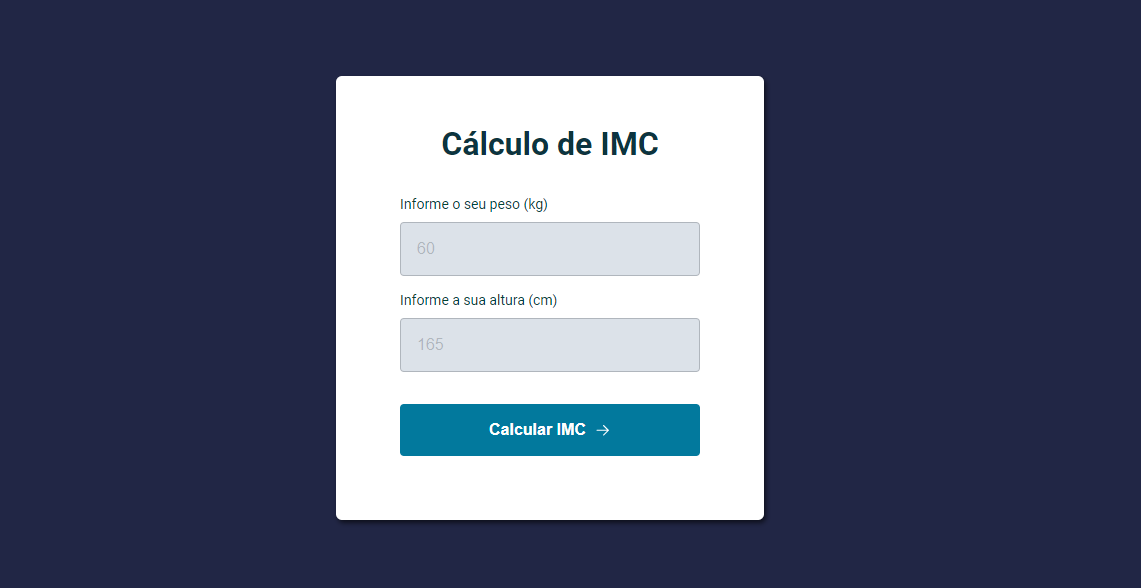 Cálculo de IMC
Informe o seu peso (kg)
60
Informe a sua altura (cm)
165
Calcular IMC →